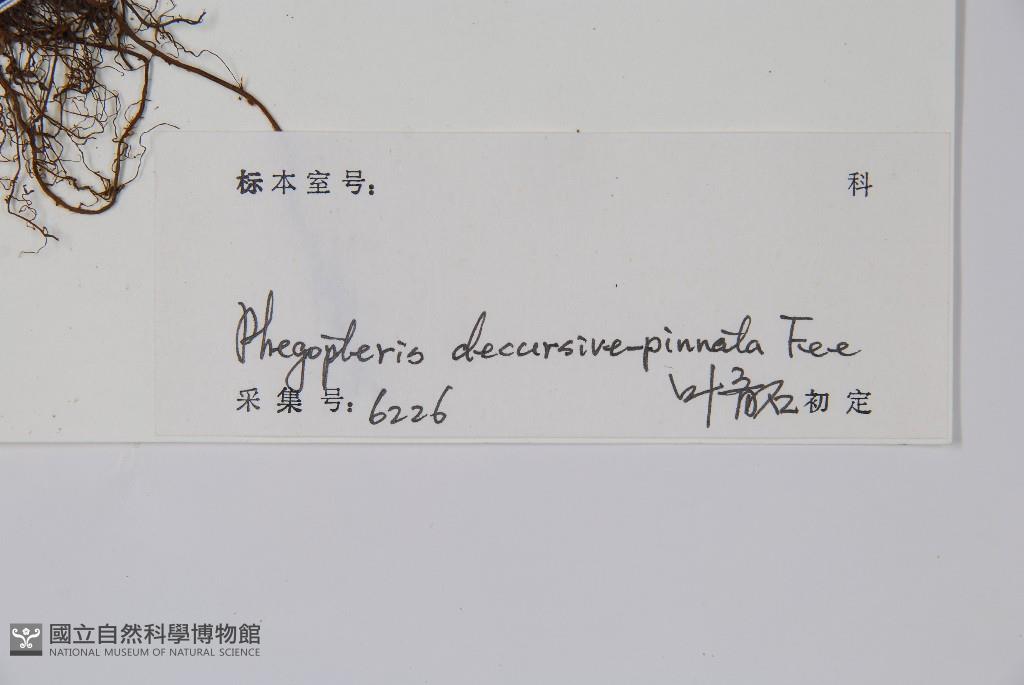 标本室号: 科
Phegopteris decursive-pinnata Fee
采集号: 6226 叶 初定
國立自然科學博物館
NATIONAL MUSEUM OF NATURAL SCIENCE